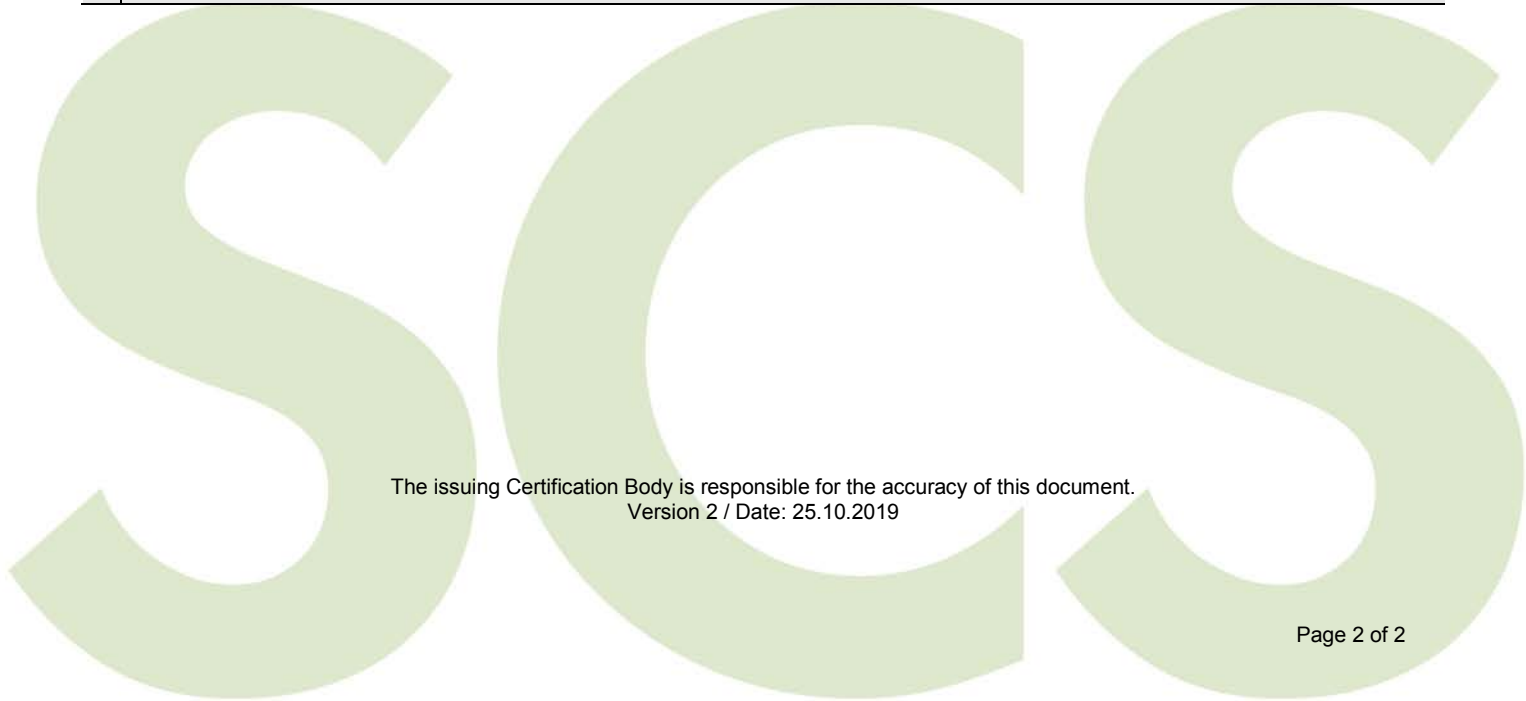 SCS
The issuing Certification Body is responsible for the accuracy of this document.
Version 2 / Date: 25.10.2019
Page 2 of 2